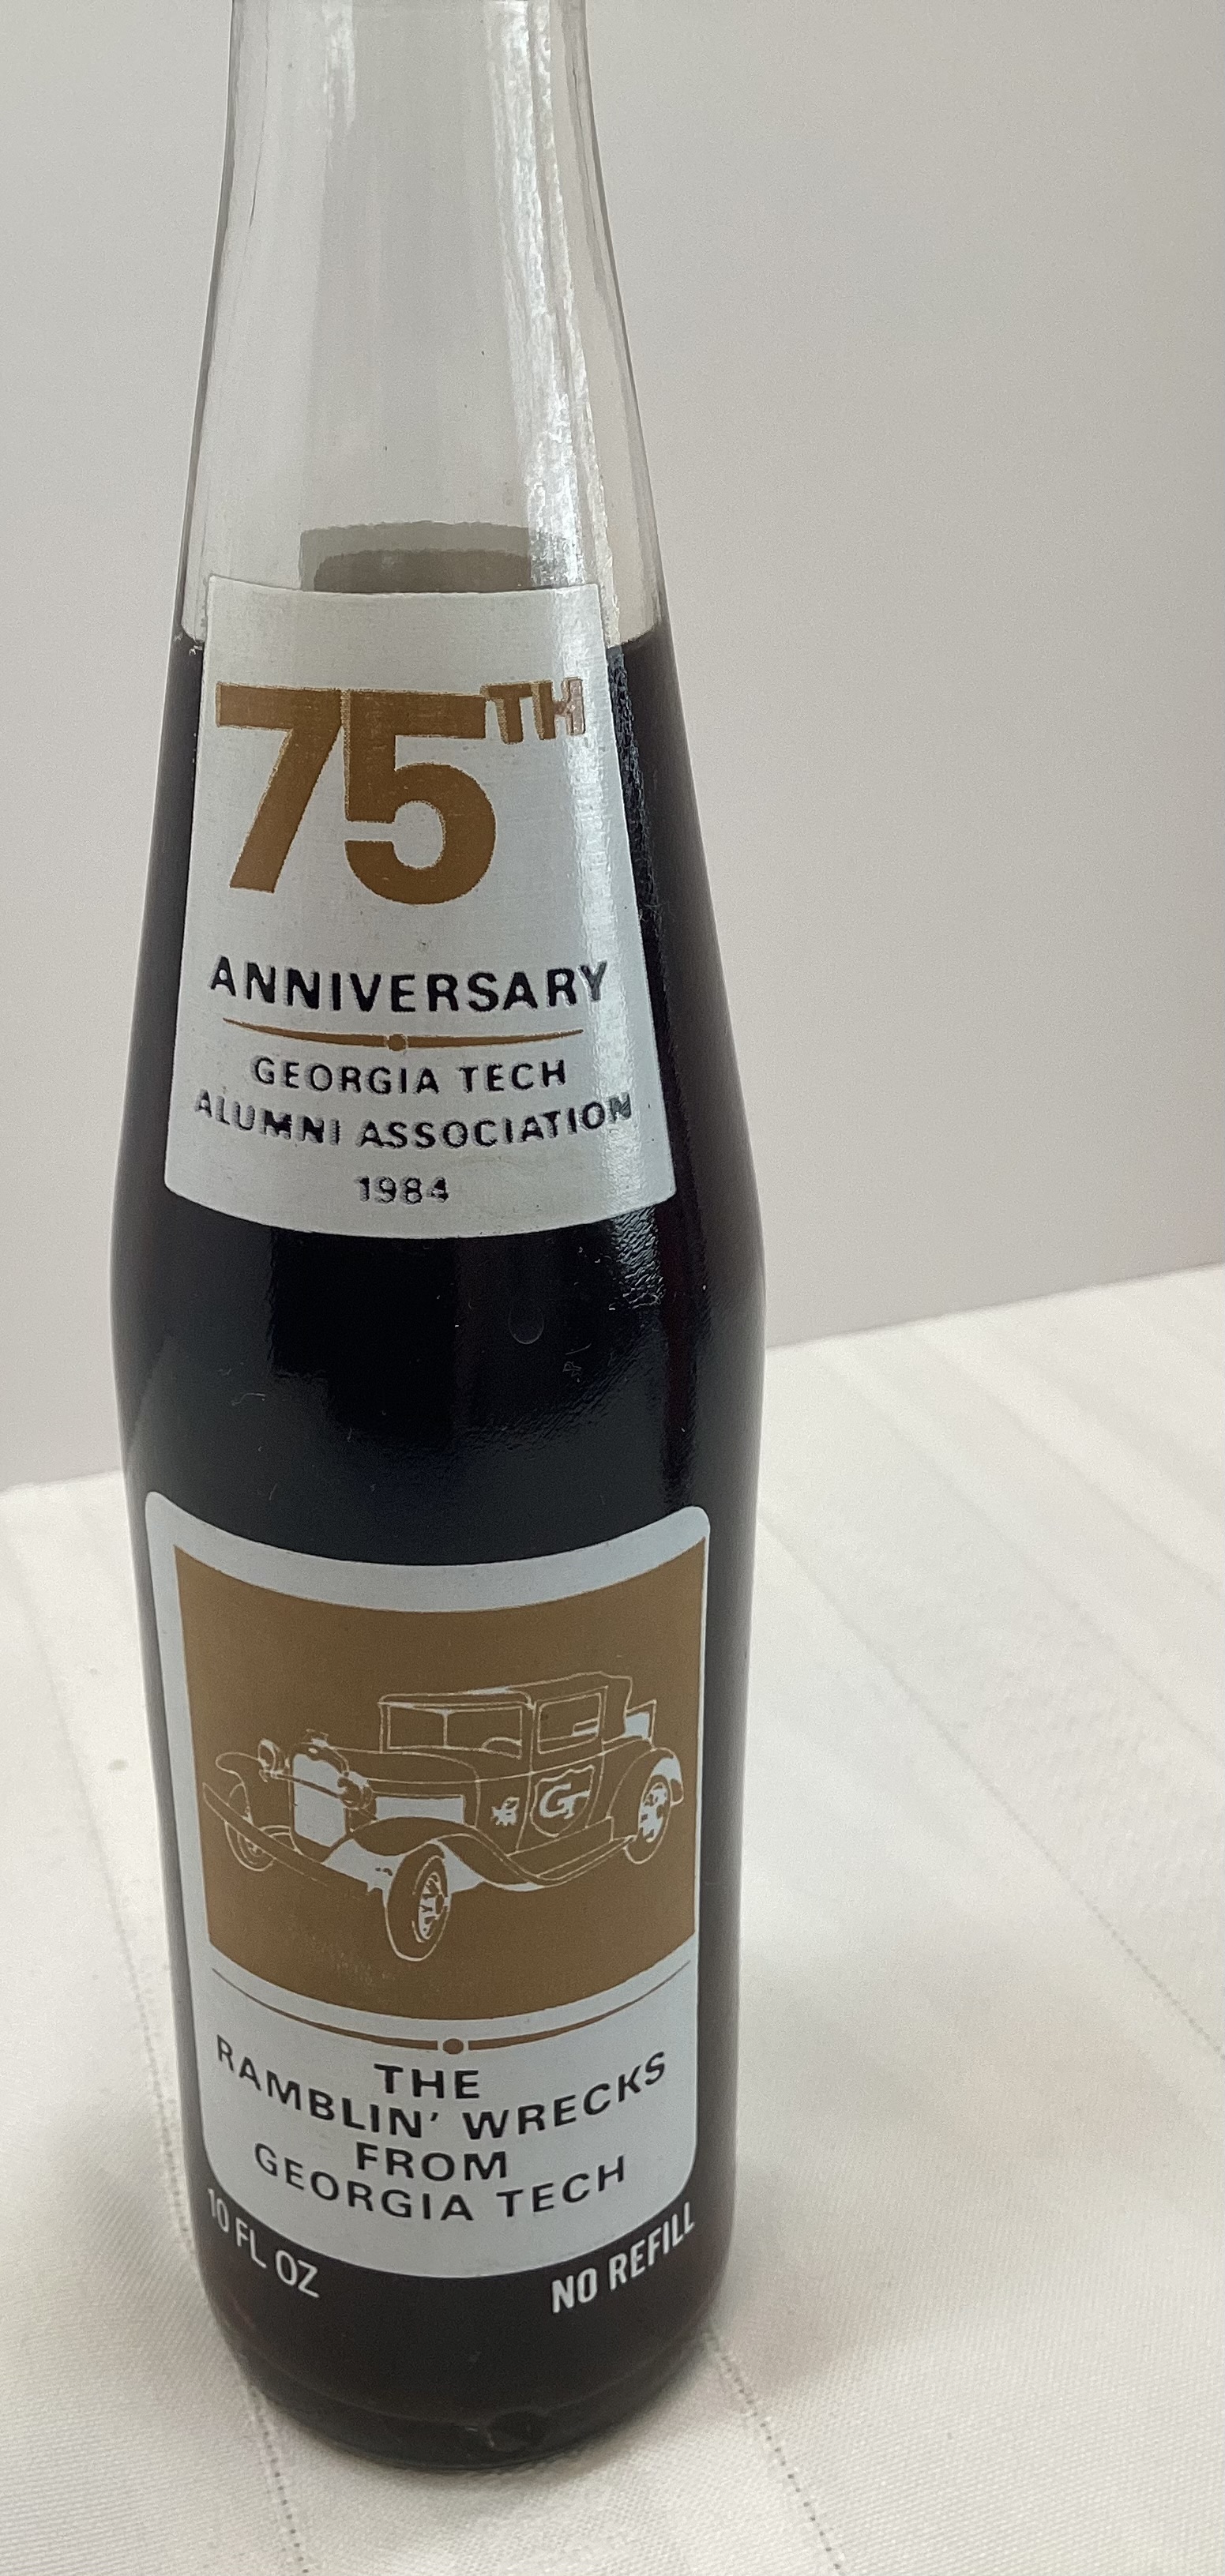 75TH
ANNIVERSARY
GEORGIA TECH
ALUMNI ASSOCIATION
1984
GT
THE
RAMBLIN' WRECKS
FROM
GEORGIA TECH
10 FL OZ
NO REFILL